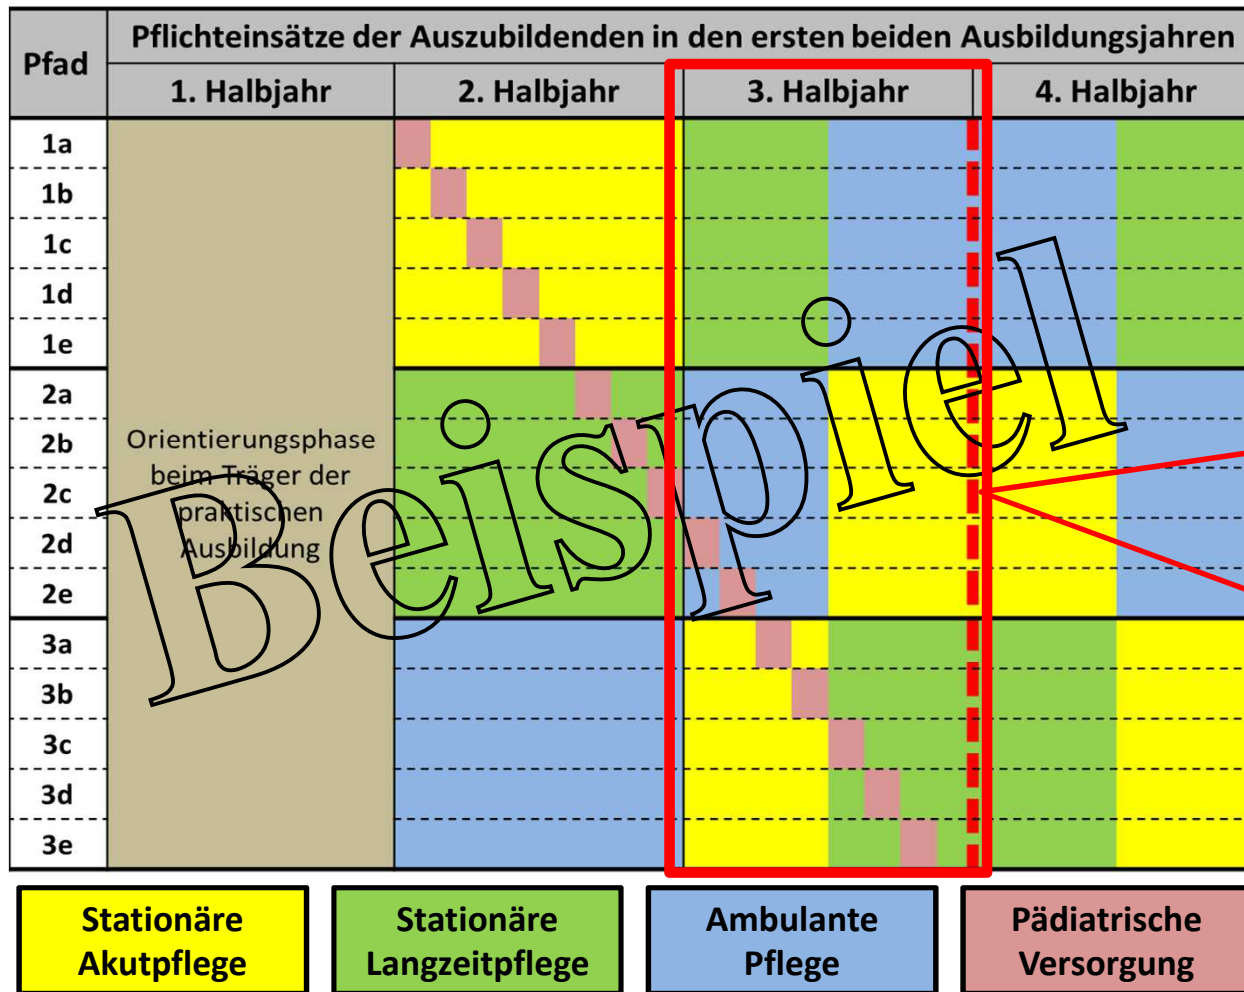 Pfad
Pflichteinsätze der Auszubildenden in den ersten beiden Ausbildungsjahren
1. Halbjahr
2. Halbjahr
3. Halbjahr
4. Halbjahr
1a
1b
1c
1d
1e
2a
2b
2c
2d
2e
3a
3b
3c
3d
3e
Orientierungsphase
beim Träger der
praktischen
Ausbildung
Beispiel
Stationäre
Akutpflege
Stationäre
Langzeitpflege
Ambulante
Pflege
Pädiatrische
Versorgung